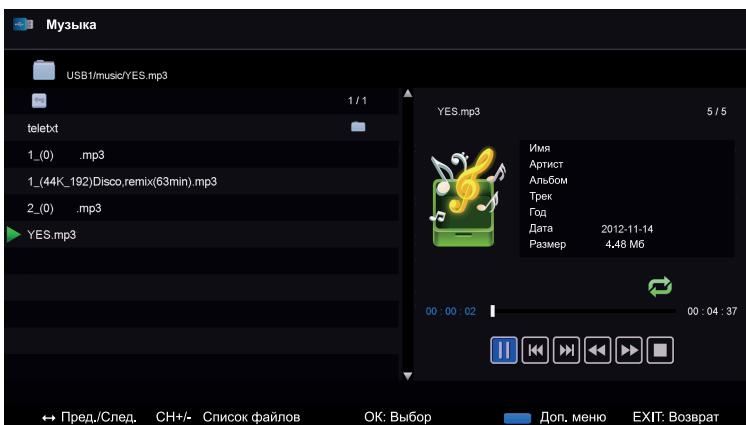 Музыка
USB1/music/YES.mp3
1 / 1
teletxt
1_(0) .mp3
1_(44K_192)Disco,remix(63min).mp3
2_(0) .mp3
YES.mp3
YES.mp3 5 / 5
Имя
Артист
Альбом
Трек
Год
Дата 2012-11-14
Размер 4.48 Мб
00 : 00 : 02 00 : 04 : 37
Пред./След. CH+/- Список файлов OK: Выбор Доп. меню EXIT: Возврат